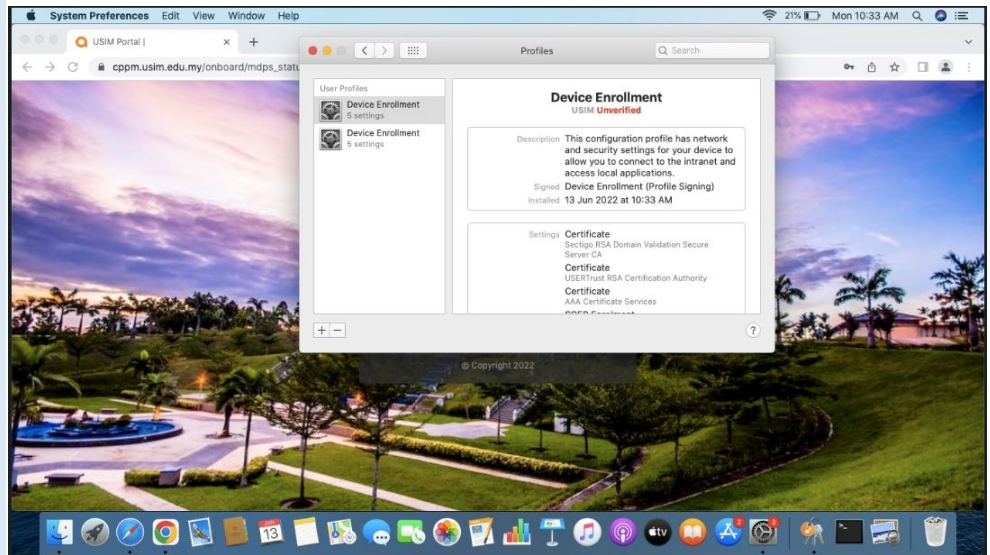 System Preferences Edit View Window Help
21% Mon 10:33 AM
USIM Portal |
cppm.usim.edu.my/onboard/mdps_statu
Profiles
Search
User Profiles
Device Enrollment
5 settings
Device Enrollment
5 settings
Device Enrollment
USIM Unverified
Description This configuration profile has network
and security settings for your device to
allow you to connect to the intranet and
access local applications.
Signed Device Enrollment (Profile Signing)
Installed 13 Jun 2022 at 10:33 AM
Settings Certificate
Sectigo RSA Domain Validation Secure
Server CA
Certificate
USERTrust RSA Certification Authority
Certificate
AAA Certificate Services
© Copyright 2022
JUN
13
tv